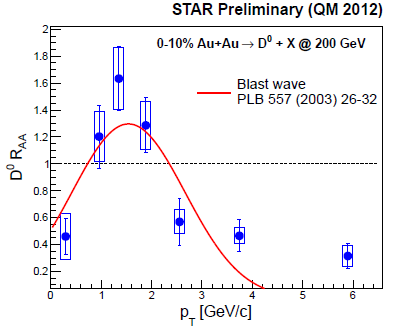 STAR Preliminary (QM 2012)
0-10% Au+Au → D⁰ + X @ 200 GeV
Blast wave
PLB 557 (2003) 26-32
D⁰ R_AA
2
1.8
1.6
1.4
1.2
1
0.8
0.6
0.4
0.2
0 1 2 3 4 5 6
p_T [GeV/c]